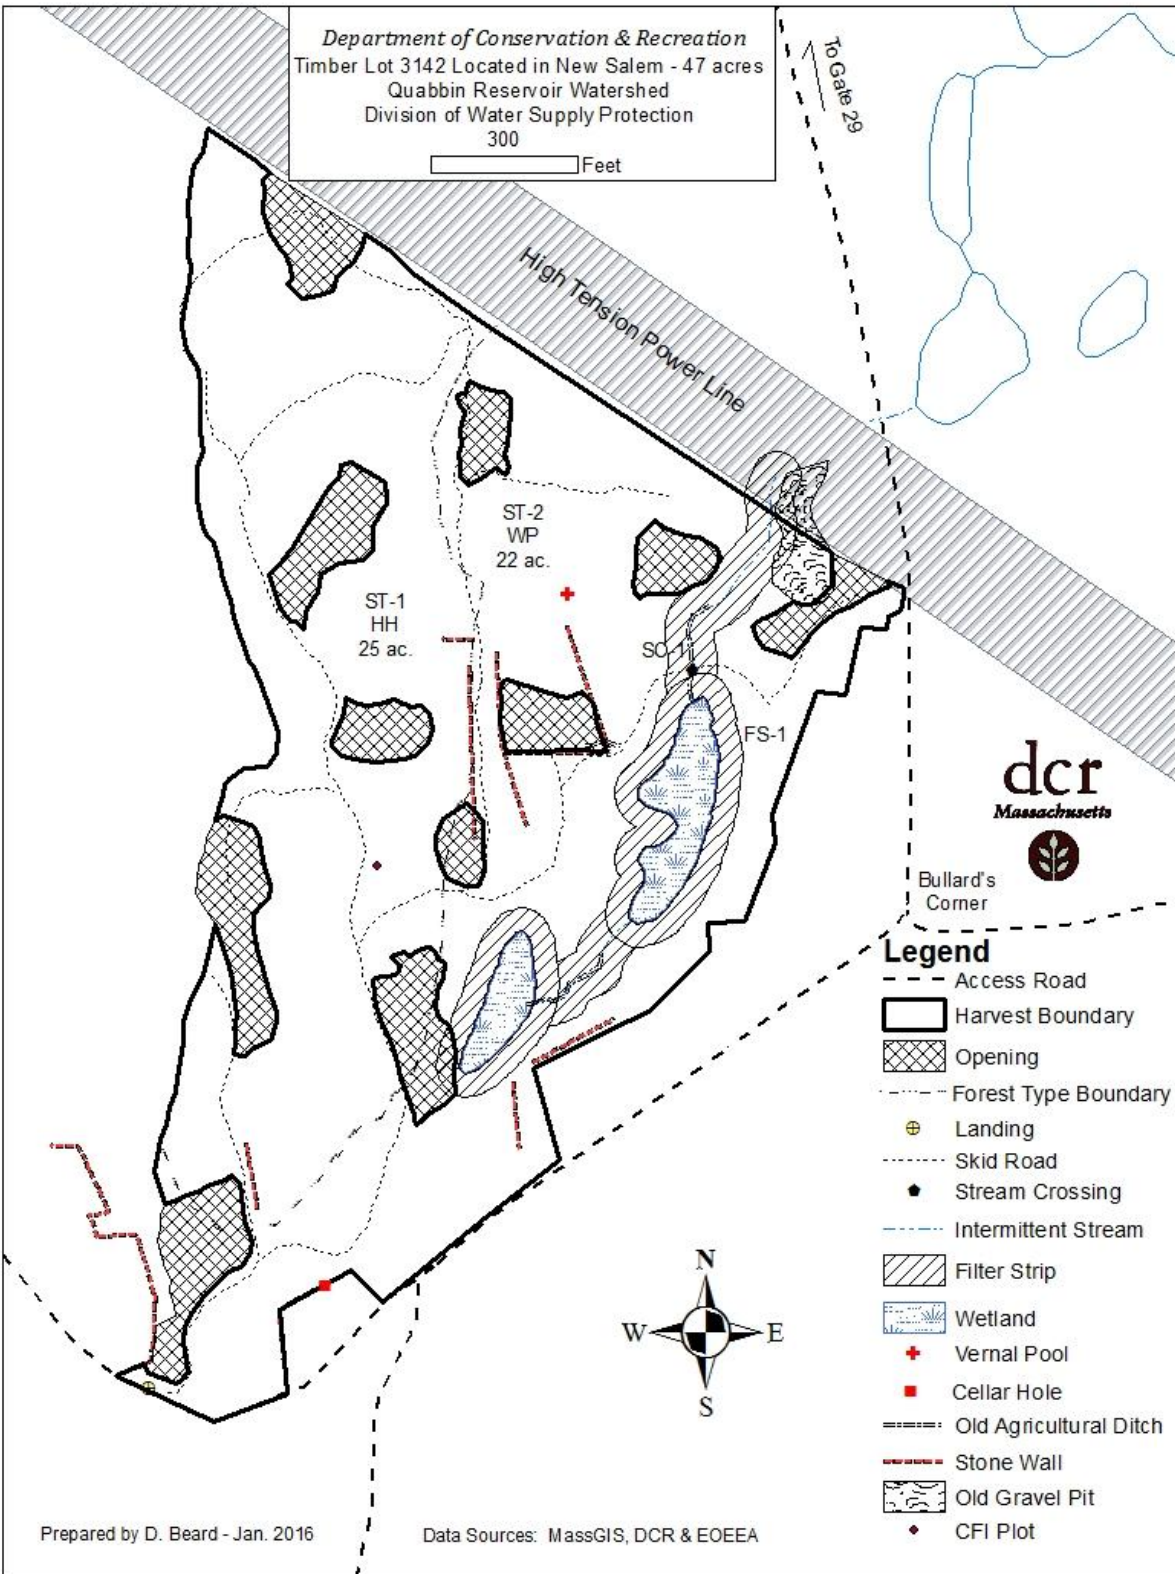 Department of Conservation & Recreation
Timber Lot 3142 Located in New Salem - 47 acres
Quabbin Reservoir Watershed
Division of Water Supply Protection
300
Feet
To Gate 29
High Tension Power Line
ST-2
WP
22 ac.
ST-1
HH
25 ac.
SC-1
FS-1
dcr
Massachusetts
Bullard's
Corner
Legend
Access Road
Harvest Boundary
Opening
Forest Type Boundary
Landing
Skid Road
Stream Crossing
Intermittent Stream
Filter Strip
Wetland
Vernal Pool
Cellar Hole
Old Agricultural Ditch
Stone Wall
Old Gravel Pit
CFI Plot
N
W
E
S
Prepared by D. Beard - Jan. 2016
Data Sources: MassGIS, DCR & EOEEA